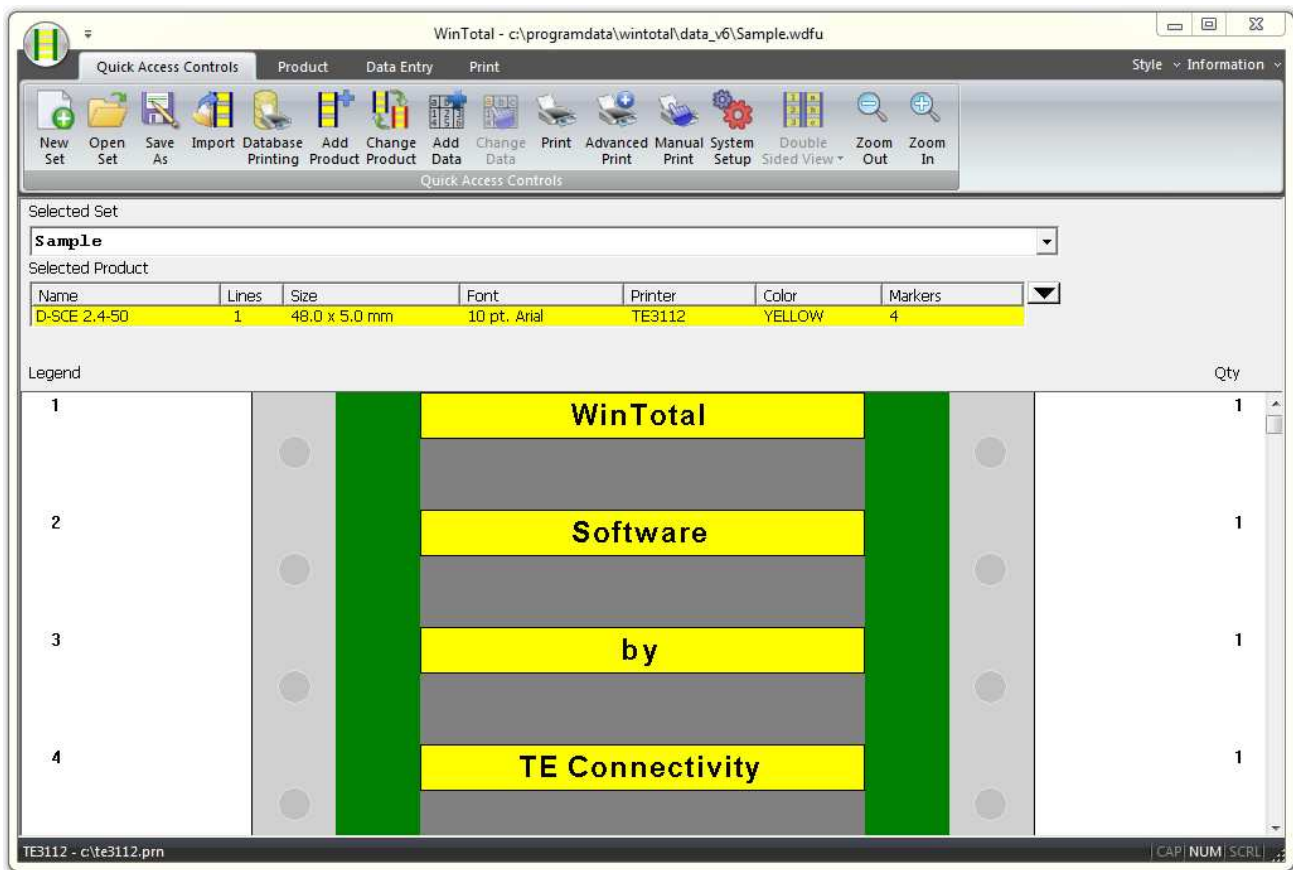 WinTotal - c:\programdata\wintotal\data_v6\Sample.wdfu
Quick Access Controls Product Data Entry Print Style Information
New Set Open Set Save As Import Database Printing Add Product Change Product Add Data Change Data Print Advanced Print Manual Print System Setup Double Sided View Zoom Out Zoom In
Quick Access Controls
Selected Set
Sample
Selected Product
Name Lines Size Font Printer Color Markers
D-SCE 2.4-50 1 48.0 x 5.0 mm 10 pt. Arial TE3112 YELLOW 4
Legend Qty
1 WinTotal 1
2 Software 1
3 by 1
4 TE Connectivity 1
TE3112 - c:\te3112.prn CAP NUM SCRL